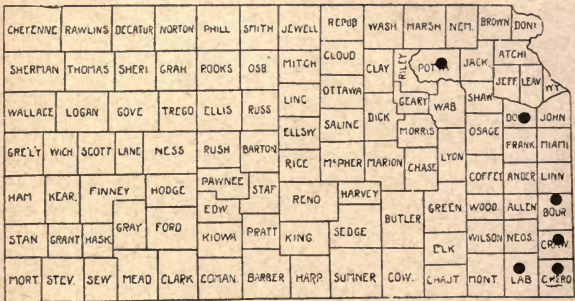 CHEYENNE RAWLINS DECATUR NORTON PHILL SMITH JEWELL REPUB WASH MARSH NEM. BROWN DONI
SHERMAN THOMAS SHERI. GRAH ROOKS OSB MITCH CLOUD CLAY RILEY POTTA JACK. ATCHI
JEFF. LEAV WY.
WALLACE LOGAN GOVE TREGO ELLIS RUSS LINC OTTAWA DICK GEARY WAB SHAW DOU JOHN
GRE'LY WICH. SCOTT LANE NESS RUSH BARTON ELLSW SALINE MORRIS OSAGE FRANK. MIAMI
RICE McPHER MARION CHASE LYON
HAM KEAR. FINNEY HODGE PAWNEE STAF RENO HARVEY COFFEY ANDER LINN
EDW. BUTLER GREEN WOOD. ALLEN BOUR
STAN GRANT HASK. GRAY FORD KIOWA PRATT KING. SEDGE ELK WILSON NEOS. CRAW.
MORT STEV. SEW MEAD CLARK COMAN. BARBER HARP. SUMNER COW. CHAUT MONT. LAB CHERO